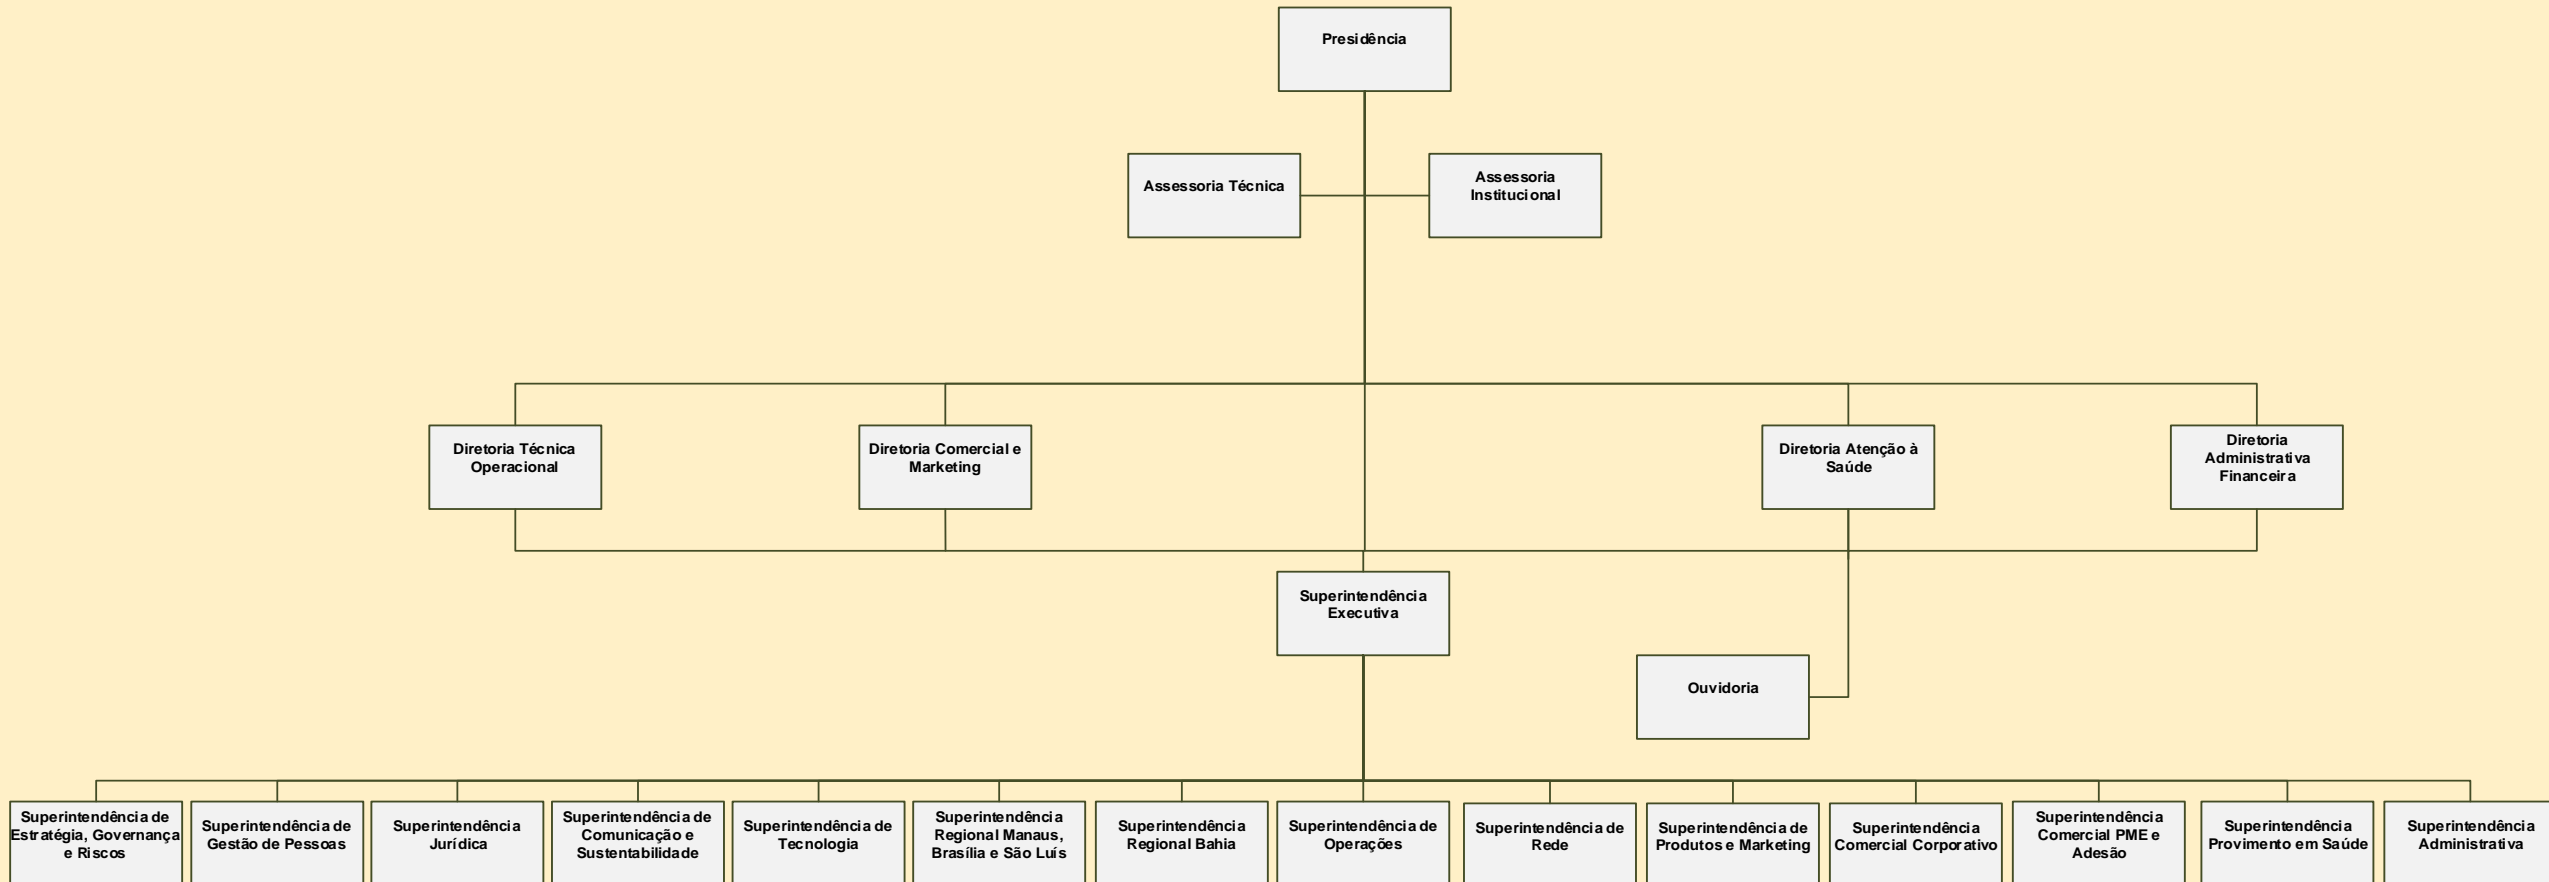 Presidência
Assessoria Técnica
Assessoria
Institucional
Diretoria Técnica
Operacional
Diretoria Comercial e
Marketing
Diretoria Atenção à
Saúde
Diretoria
Administrativa
Financeira
Superintendência
Executiva
Ouvidoria
Superintendência de
Estratégia, Governança
e Riscos
Superintendência de
Gestão de Pessoas
Superintendência
Jurídica
Superintendência de
Comunicação e
Sustentabilidade
Superintendência de
Tecnologia
Superintendência
Regional Manaus,
Brasília e São Luís
Superintendência
Regional Bahia
Superintendência de
Operações
Superintendência de
Rede
Superintendência de
Produtos e Marketing
Superintendência
Comercial Corporativo
Superintendência
Comercial PME e
Adesão
Superintendência
Provimento em Saúde
Superintendência
Administrativa